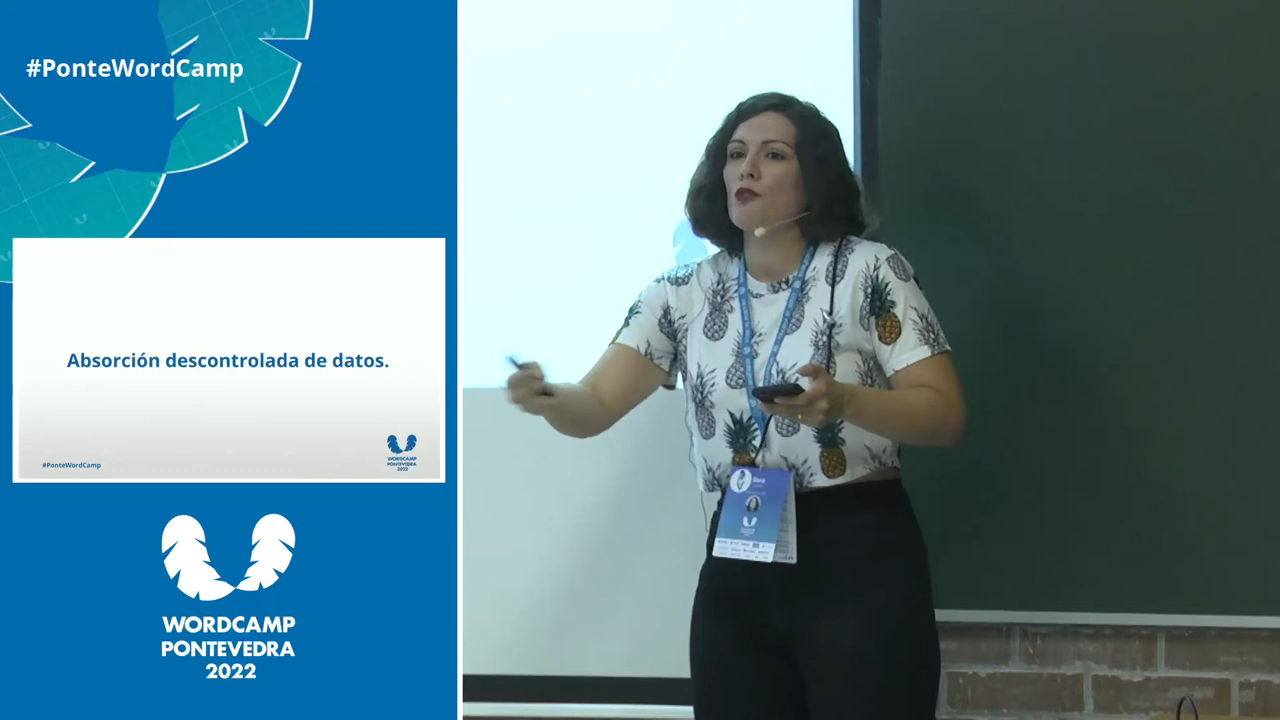 #PonteWordCamp
Absorción descontrolada de datos.
#PonteWordCamp
WORDCAMP
PONTEVEDRA
2022
WORDCAMP
PONTEVEDRA
2022